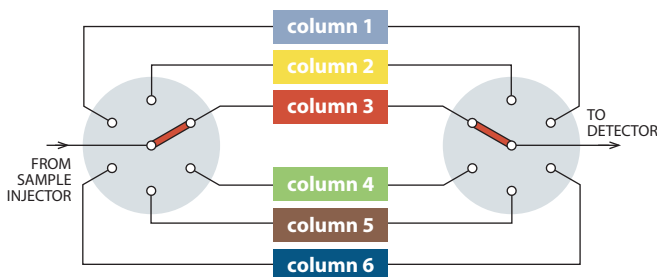 column 1
column 2
column 3
column 4
column 5
column 6
FROM
SAMPLE
INJECTOR
TO
DETECTOR